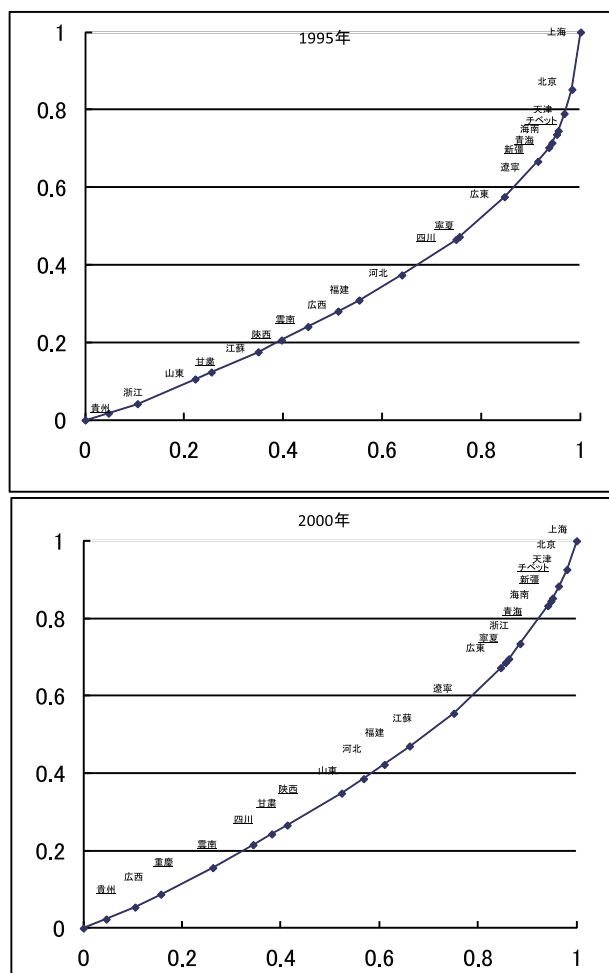 1995年
1
0.8
0.6
0.4
0.2
0
0 0.2 0.4 0.6 0.8 1
上海
北京
天津
チベット
海南
青海
新疆
遼寧
広東
寧夏
四川
河北
福建
広西
雲南
陝西
江蘇
甘粛
山東
浙江
貴州
2000年
1
0.8
0.6
0.4
0.2
0
0 0.2 0.4 0.6 0.8 1
上海
北京
天津
チベット
新疆
海南
青海
浙江
寧夏
広東
遼寧
江蘇
福建
河北
山東
陝西
甘粛
四川
雲南
重慶
広西
貴州